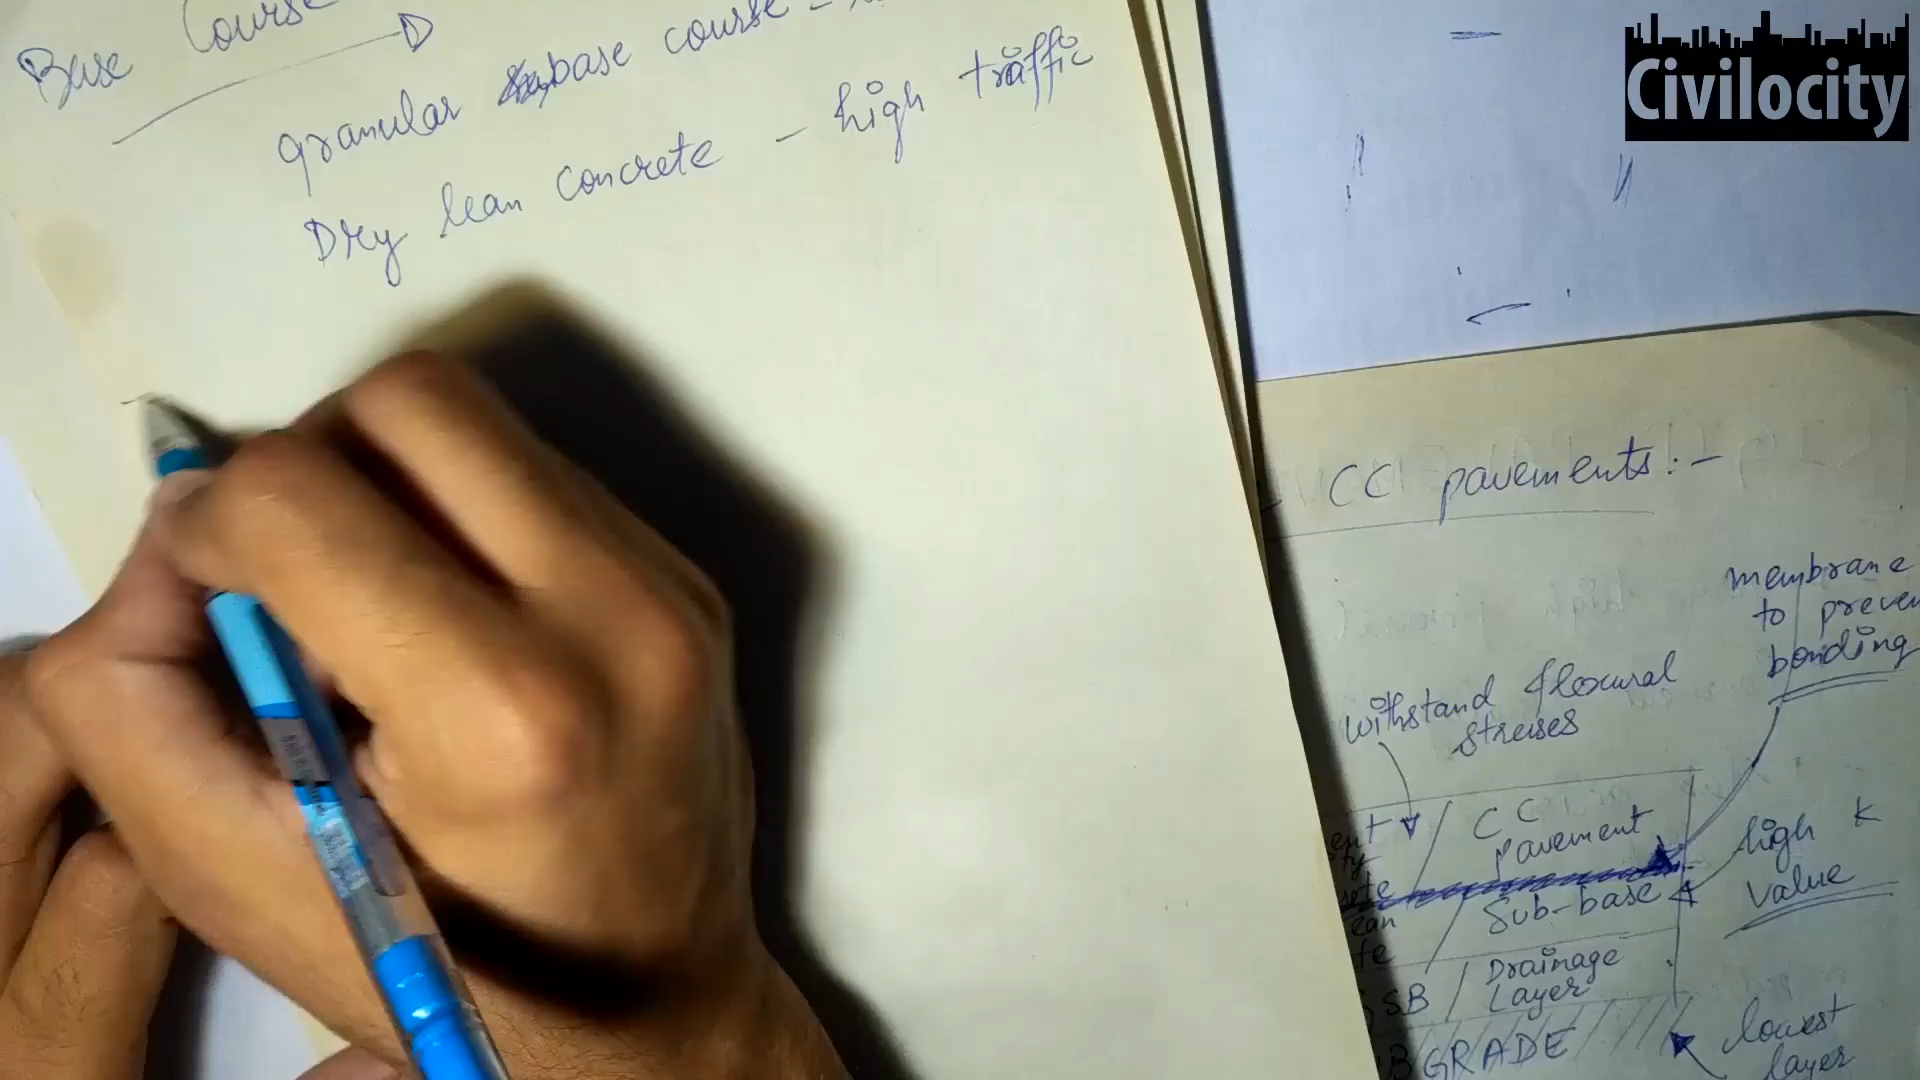 Base Course
granular base course -
Dry lean concrete - high traffic
Civilocity
CC pavements:-
membrane
to preven
bonding
withstand flexural
stresses
CC
Pavement
high K
value
Sub-base
Drainage
Layer
SB
GRADE
lowest
layer